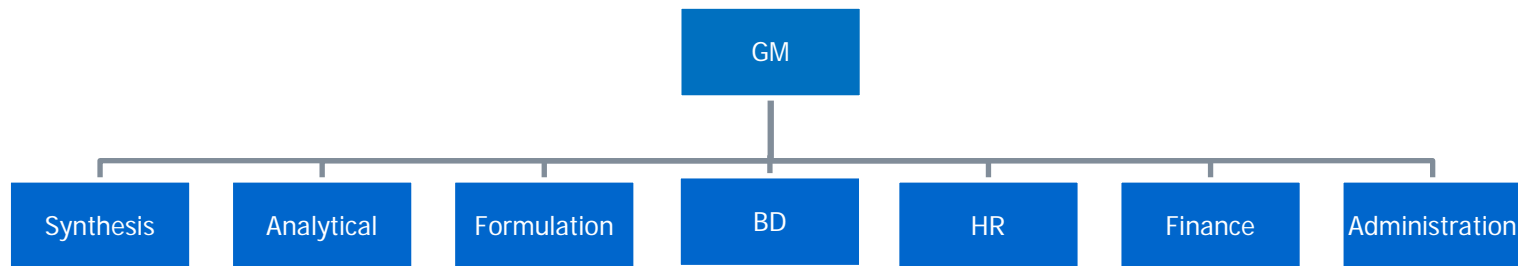 GM
Synthesis
Analytical
Formulation
BD
HR
Finance
Administration